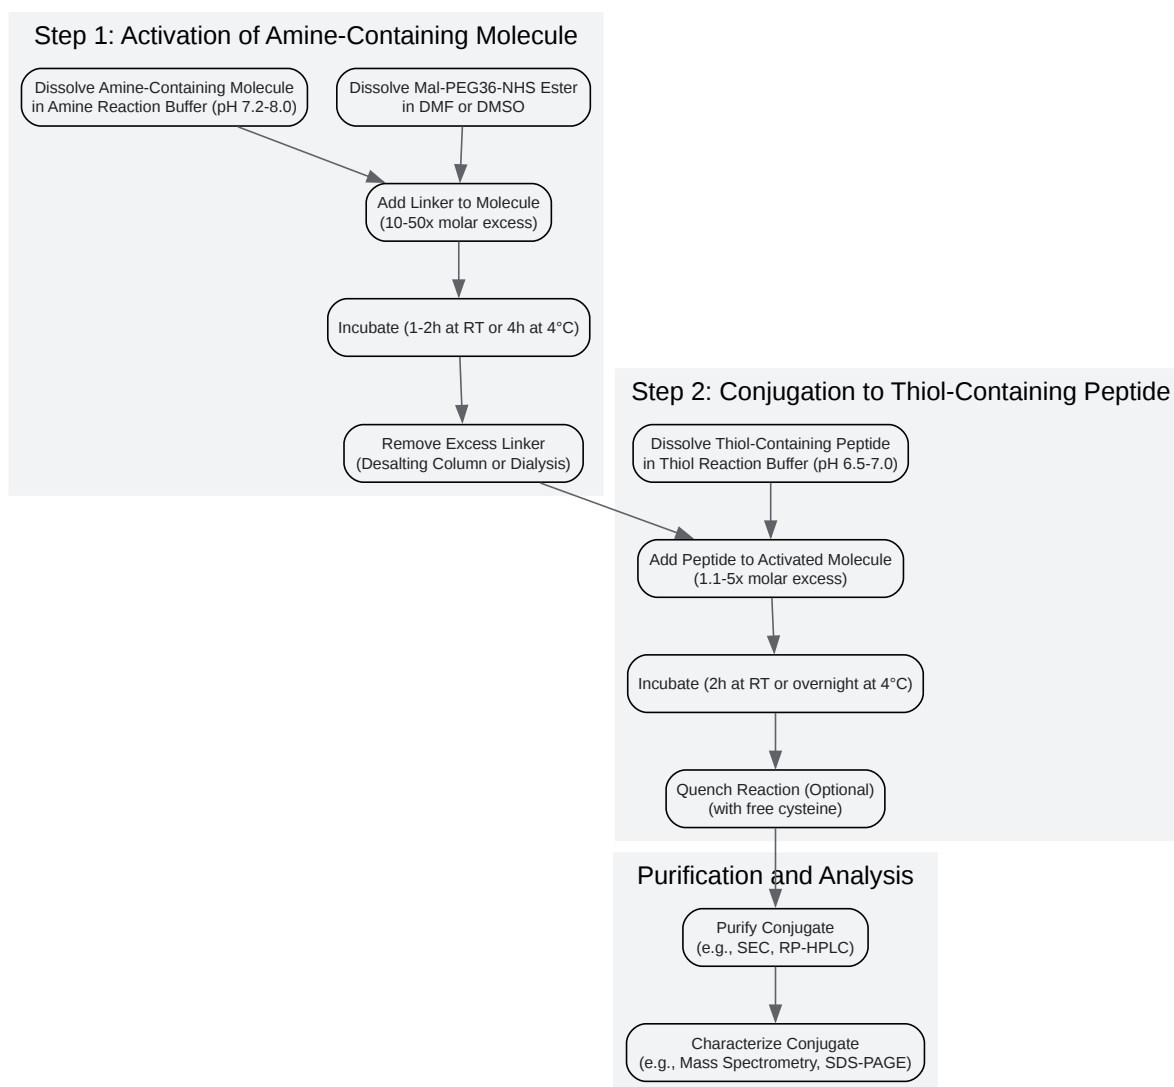 Step 1: Activation of Amine-Containing Molecule
Dissolve Amine-Containing Molecule
in Amine Reaction Buffer (pH 7.2-8.0)
Dissolve Mal-PEG36-NHS Ester
in DMF or DMSO
Add Linker to Molecule
(10-50x molar excess)
Incubate (1-2h at RT or 4h at 4°C)
Remove Excess Linker
(Desalting Column or Dialysis)
Step 2: Conjugation to Thiol-Containing Peptide
Dissolve Thiol-Containing Peptide
in Thiol Reaction Buffer (pH 6.5-7.0)
Add Peptide to Activated Molecule
(1.1-5x molar excess)
Incubate (2h at RT or overnight at 4°C)
Quench Reaction (Optional)
(with free cysteine)
Purification and Analysis
Purify Conjugate
(e.g., SEC, RP-HPLC)
Characterize Conjugate
(e.g., Mass Spectrometry, SDS-PAGE)